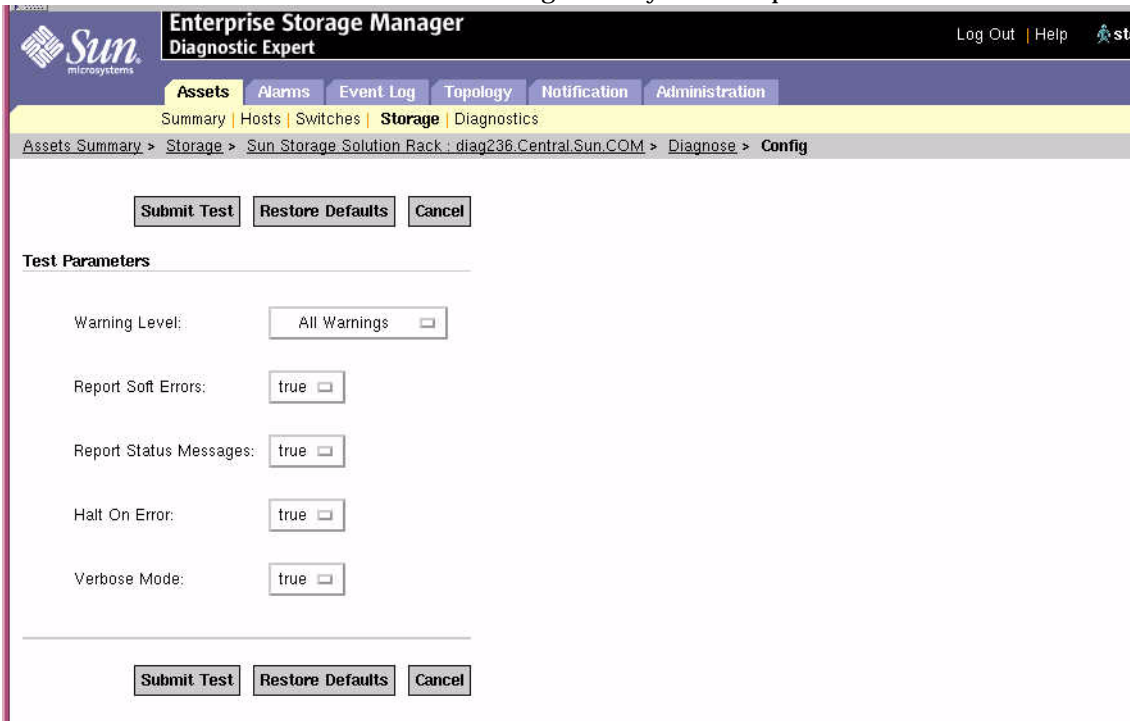 Enterprise Storage Manager
Diagnostic Expert
Sun
microsystems
Log Out | Help
Assets Alarms Event Log Topology Notification Administration
Summary | Hosts | Switches | Storage | Diagnostics
Assets Summary > Storage > Sun Storage Solution Rack : diag236.Central.Sun.COM > Diagnose > Config
Submit Test Restore Defaults Cancel
Test Parameters
Warning Level: All Warnings
Report Soft Errors: true
Report Status Messages: true
Halt On Error: true
Verbose Mode: true
Submit Test Restore Defaults Cancel